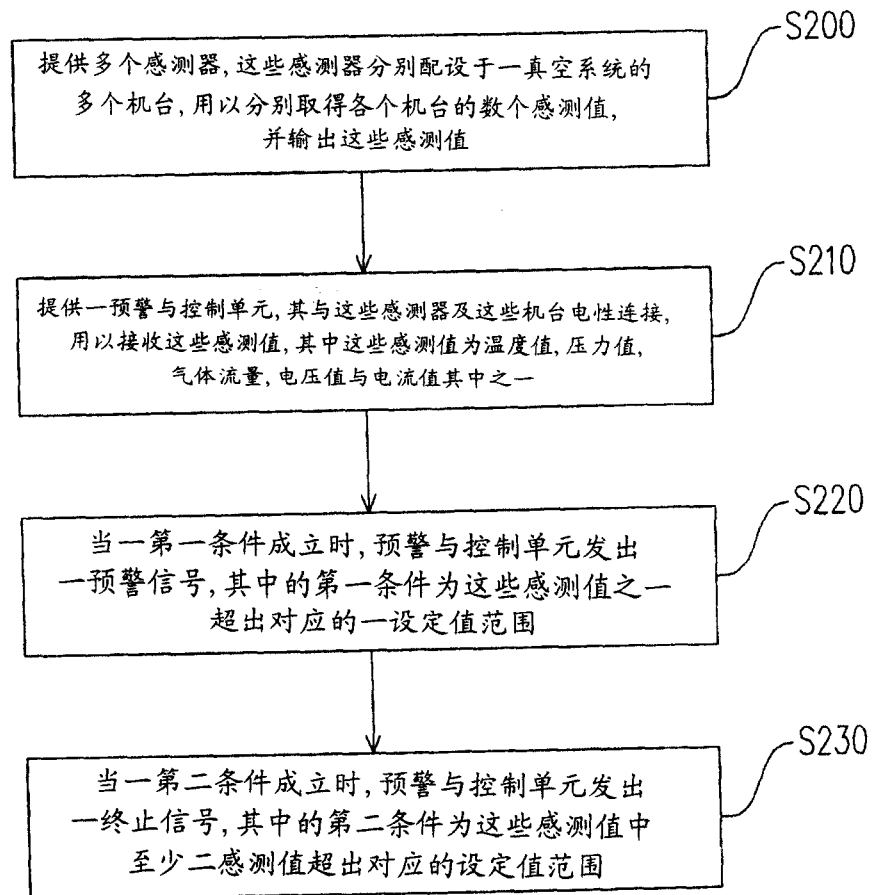 S200
提供多个感测器,这些感测器分别配设于一真空系统的
多个机台,用以分别取得各个机台的数个感测值,
并输出这些感测值
S210
提供一预警与控制单元,其与这些感测器及这些机台电性连接,
用以接收这些感测值,其中这些感测值为温度值,压力值,
气体流量,电压值与电流值其中之一
S220
当一第一条件成立时,预警与控制单元发出
一预警信号,其中的第一条件为这些感测值之一
超出对应的一设定值范围
S230
当一第二条件成立时,预警与控制单元发出
一终止信号,其中的第二条件为这些感测值中
至少二感测值超出对应的设定值范围